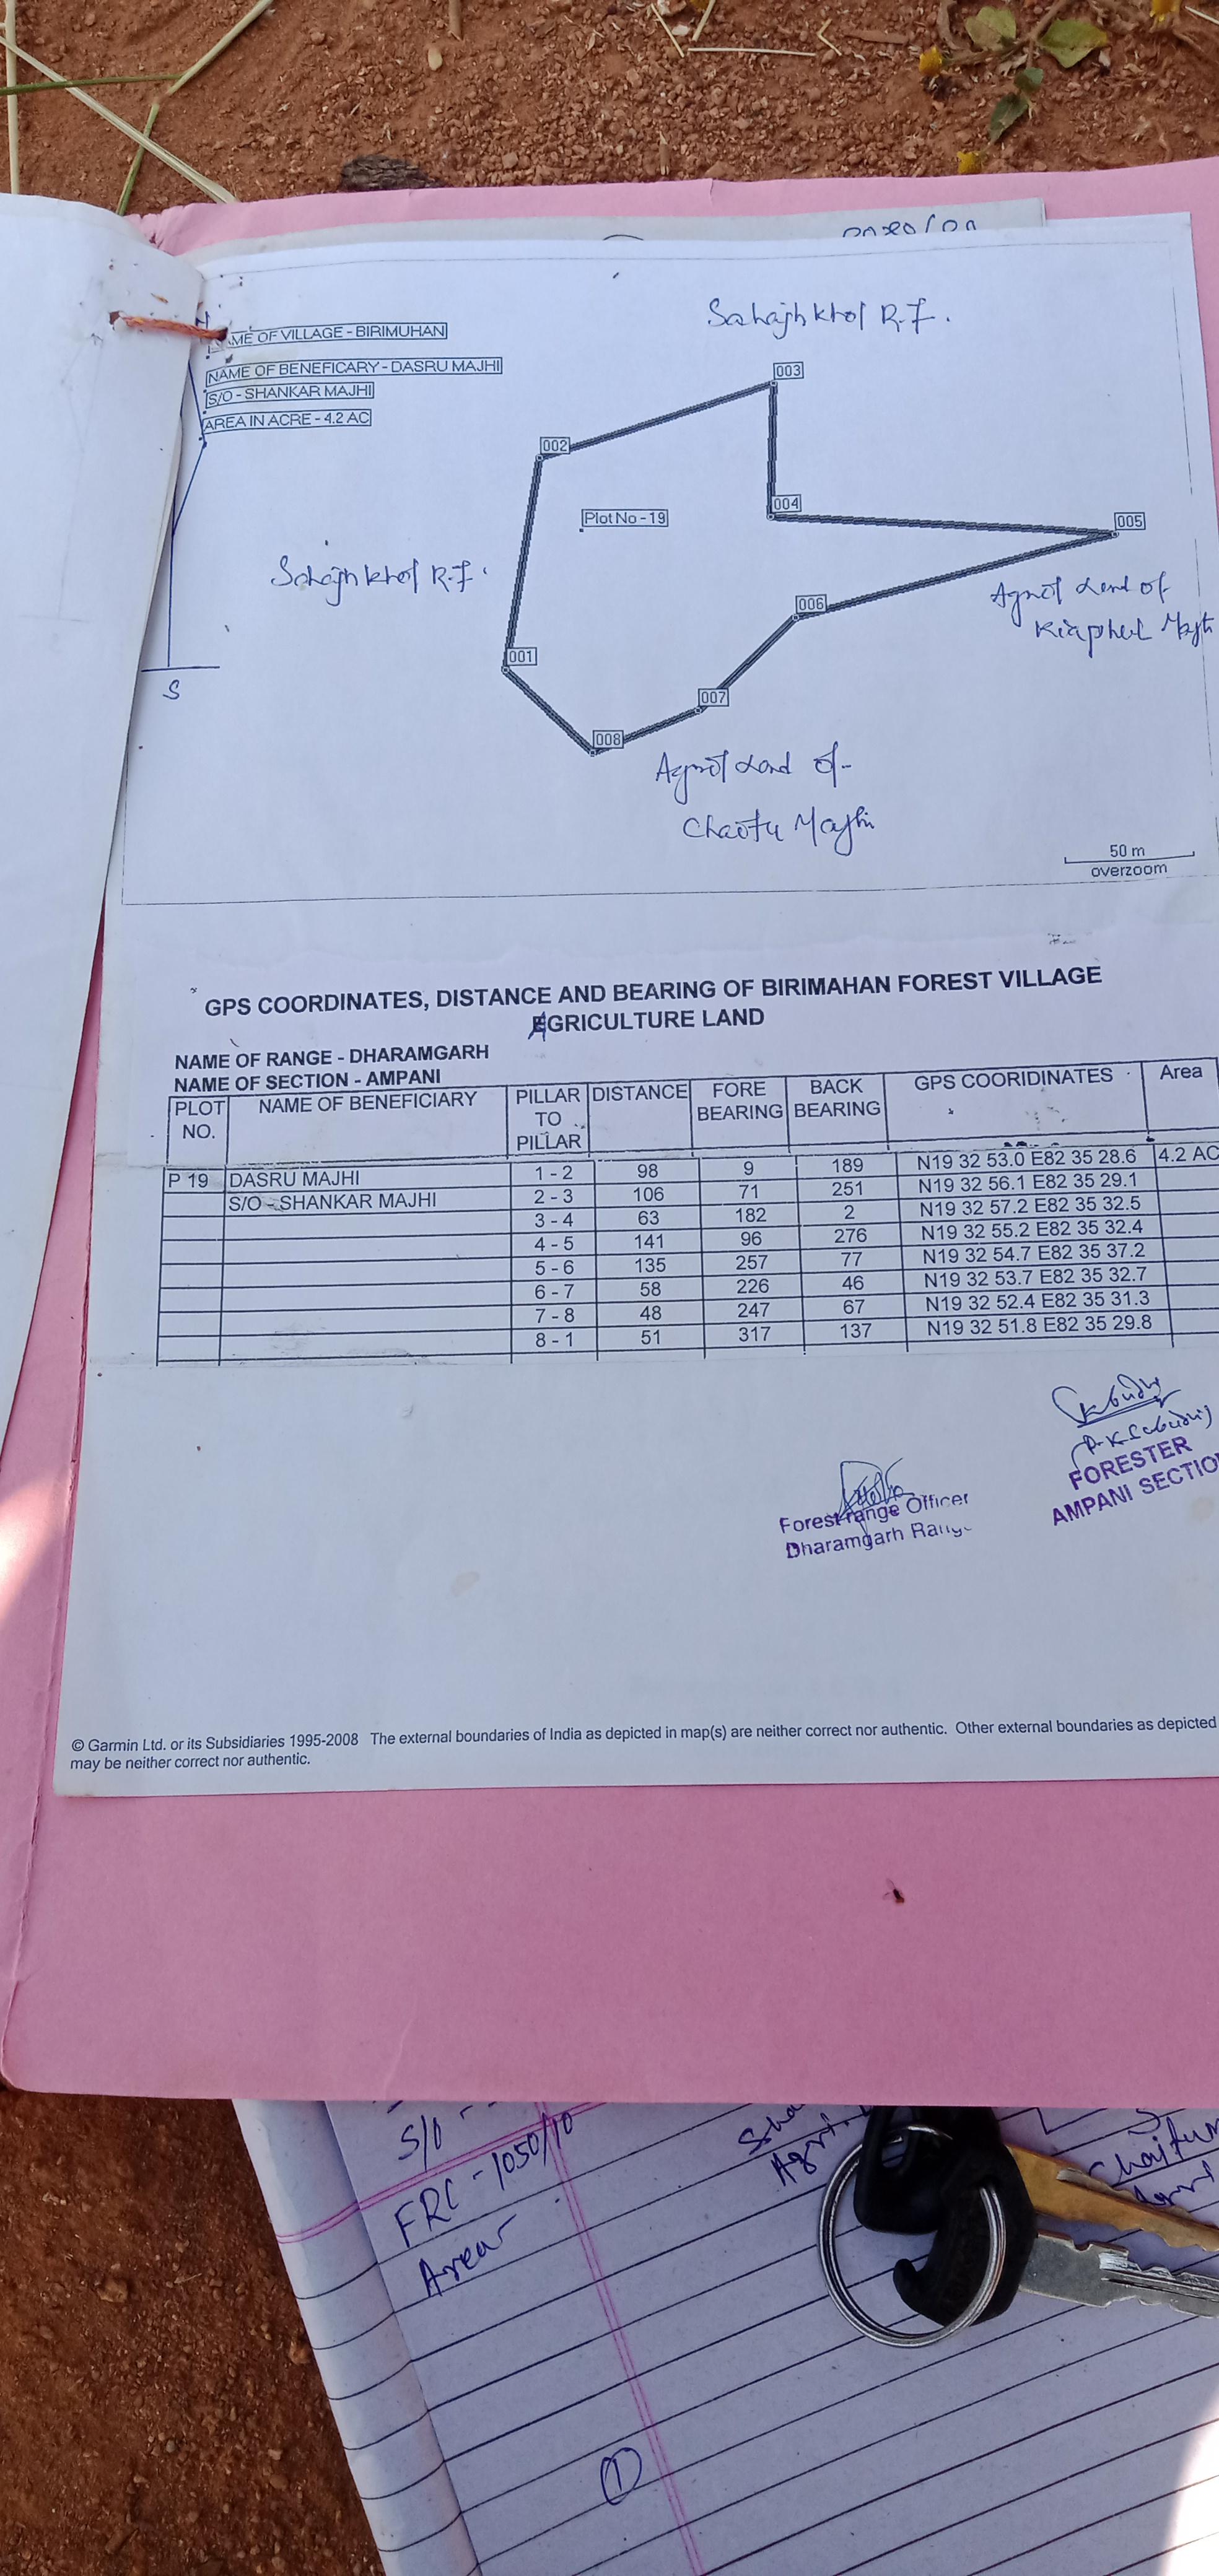 Sahajhkhol R.F.
NAME OF VILLAGE - BIRIMUHAN
NAME OF BENEFICARY - DASRU MAJHI
S/O - SHANKAR MAJHI
AREA IN ACRE - 4.2 AC
003
002
004
Plot No - 19
005
Sahajhkhol R.F.
006
Land of
001
007
008
Land of
Majhi
S
50 m
overzoom
GPS COORDINATES, DISTANCE AND BEARING OF BIRIMAHAN FOREST VILLAGE
AGRICULTURE LAND
NAME OF RANGE - DHARAMGARH
NAME OF SECTION - AMPANI
PLOT NO. NAME OF BENEFICIARY PILLAR TO PILLAR DISTANCE FORE BEARING BACK BEARING GPS COORIDINATES Area
P 19 DASRU MAJHI 1 - 2 98 9 189 N19 32 53.0 E82 35 28.6 4.2 AC
S/O - SHANKAR MAJHI 2 - 3 106 71 251 N19 32 56.1 E82 35 29.1
3 - 4 63 182 2 N19 32 57.2 E82 35 32.5
4 - 5 141 96 276 N19 32 55.2 E82 35 32.4
5 - 6 135 257 77 N19 32 54.7 E82 35 37.2
6 - 7 58 226 46 N19 32 53.7 E82 35 32.7
7 - 8 48 247 67 N19 32 52.4 E82 35 31.3
8 - 1 51 317 137 N19 32 51.8 E82 35 29.8
FORESTER
AMPANI SECTIO
Forest range Officer
Dharamgarh Range
© Garmin Ltd. or its Subsidiaries 1995-2008 The external boundaries of India as depicted in map(s) are neither correct nor authentic. Other external boundaries as depicted
may be neither correct nor authentic.
S/o -
FRC - 1050/10
Area
1